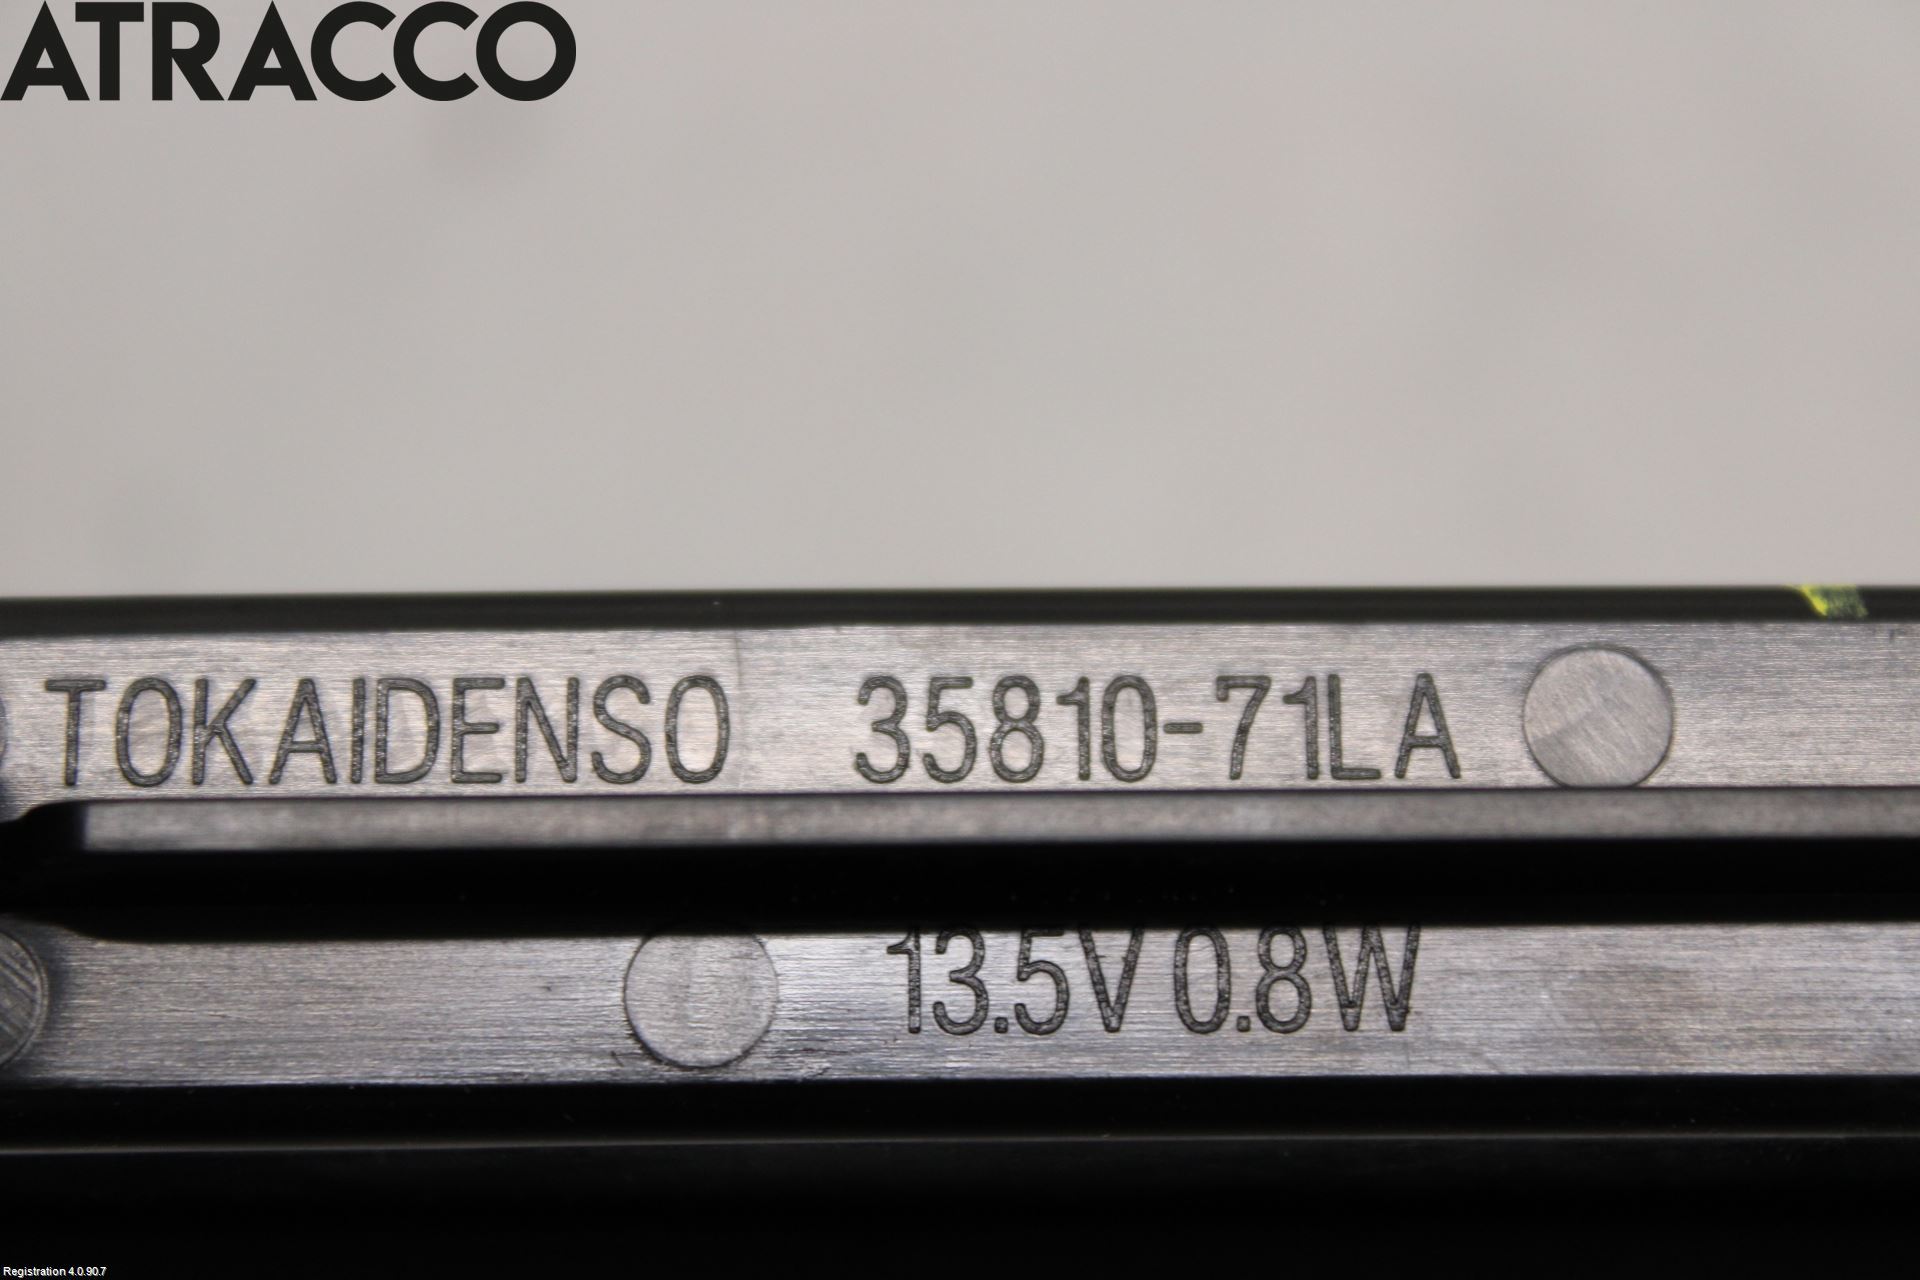 ATRACCO
TOKAIDENSO 35810-71LA
13.5V 0.8W
Registration 4.0.90.7